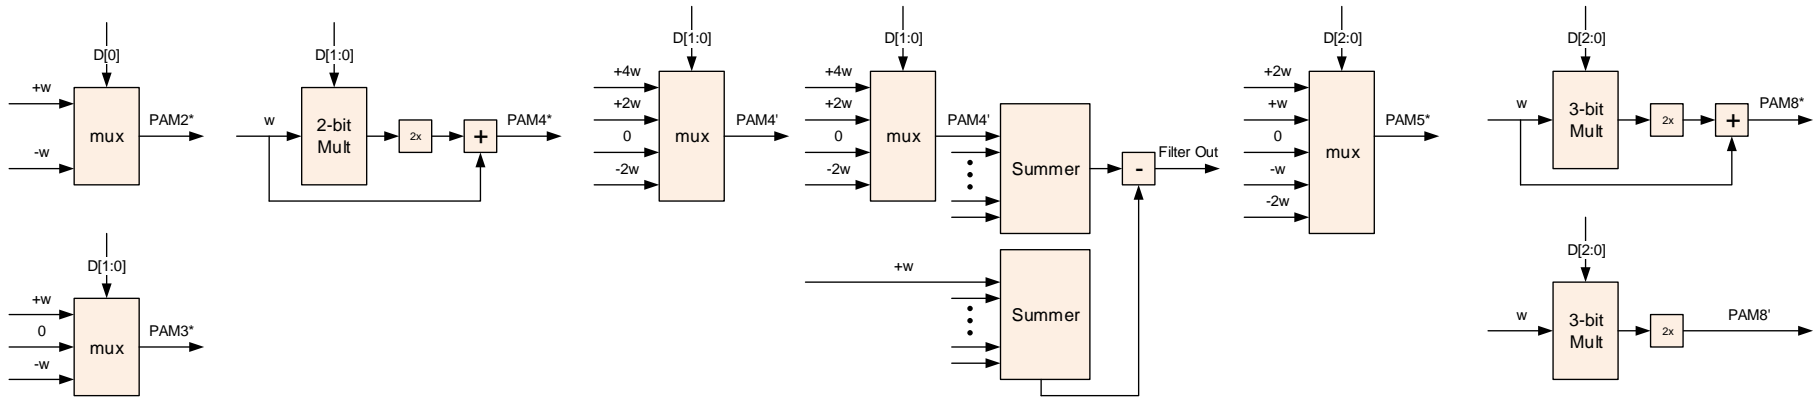 D[0]
+w
-w
mux
PAM2*
D[1:0]
+w
0
-w
mux
PAM3*
D[1:0]
w
2-bit
Mult
2x
+
PAM4*
D[1:0]
+4w
+2w
0
-2w
mux
PAM4'
D[1:0]
+4w
+2w
0
-2w
mux
PAM4'
Summer
-
Filter Out
+w
Summer
D[2:0]
+2w
+w
0
-w
-2w
mux
PAM5*
D[2:0]
w
3-bit
Mult
2x
+
PAM8*
D[2:0]
w
3-bit
Mult
2x
PAM8'